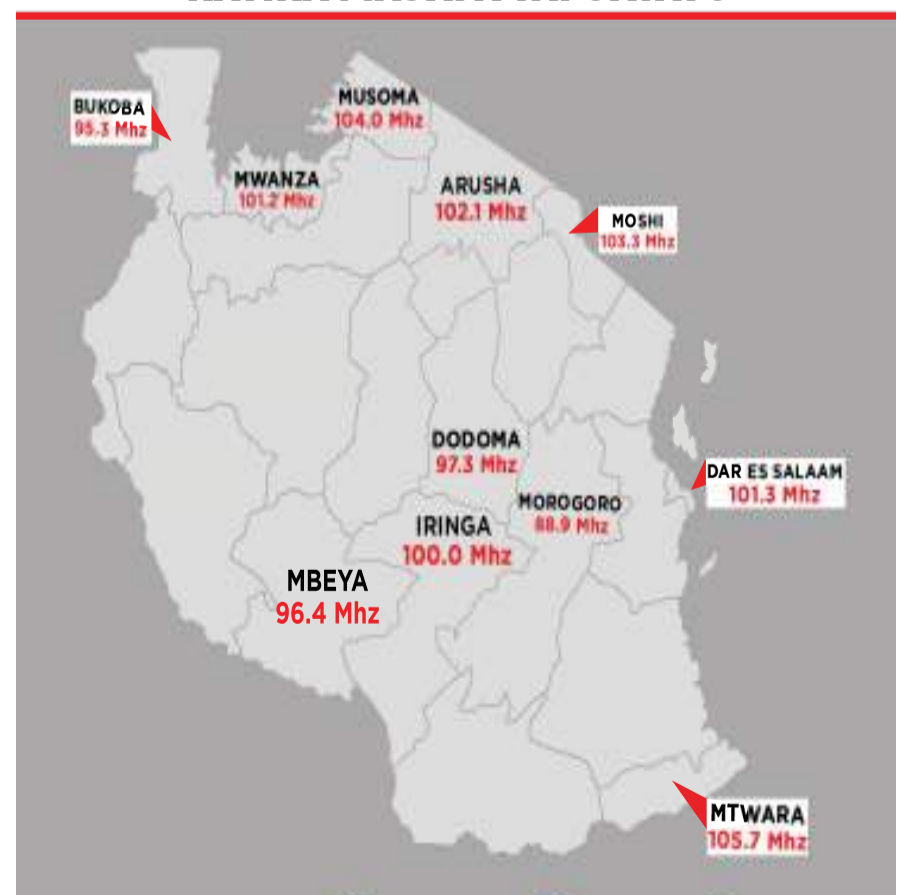 BUKOBA
95.3 Mhz
MUSOMA
104.0 Mhz
MWANZA
101.2 Mhz
ARUSHA
102.1 Mhz
MOSHI
103.3 Mhz
DODOMA
97.3 Mhz
DAR ES SALAAM
101.3 Mhz
MOROGORO
88.9 Mhz
IRINGA
100.0 Mhz
MBEYA
96.4 Mhz
MTWARA
105.7 Mhz